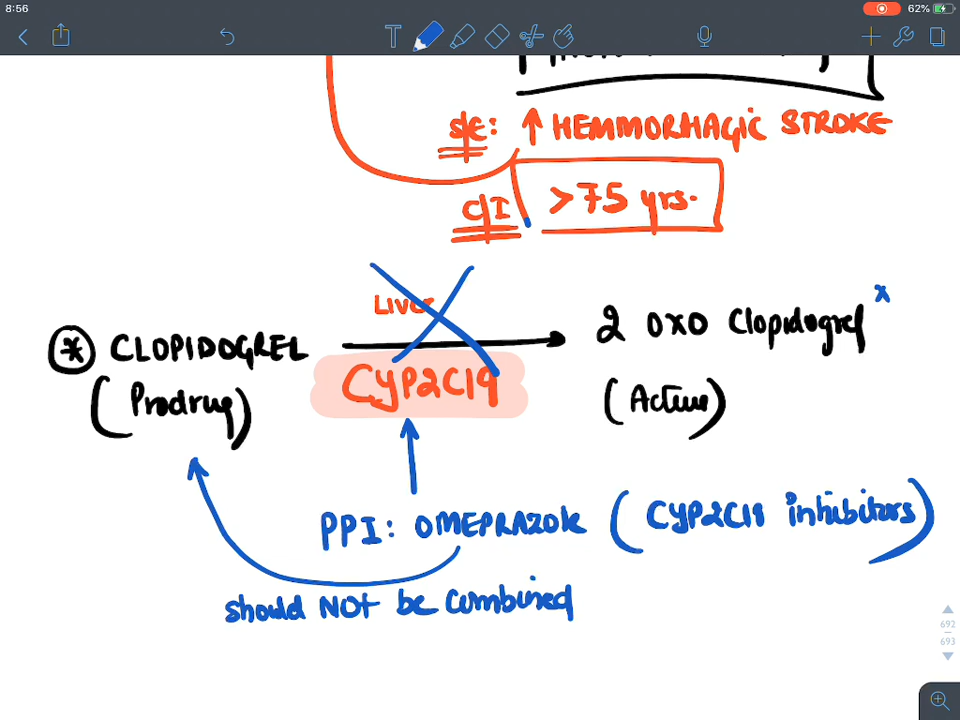 8:56
62%
T
s/c: ↑ HEMMORHAGIC STROKE
C/I >75 yrs.
LIVER
* CLOPIDOGREL → 2 OXO Clopidogrel x
CYP2C19
(Prodrug) (Active)
PPI: OMEPRAZOLE (CYP2C19 inhibitors)
should NOT be combined
692
693